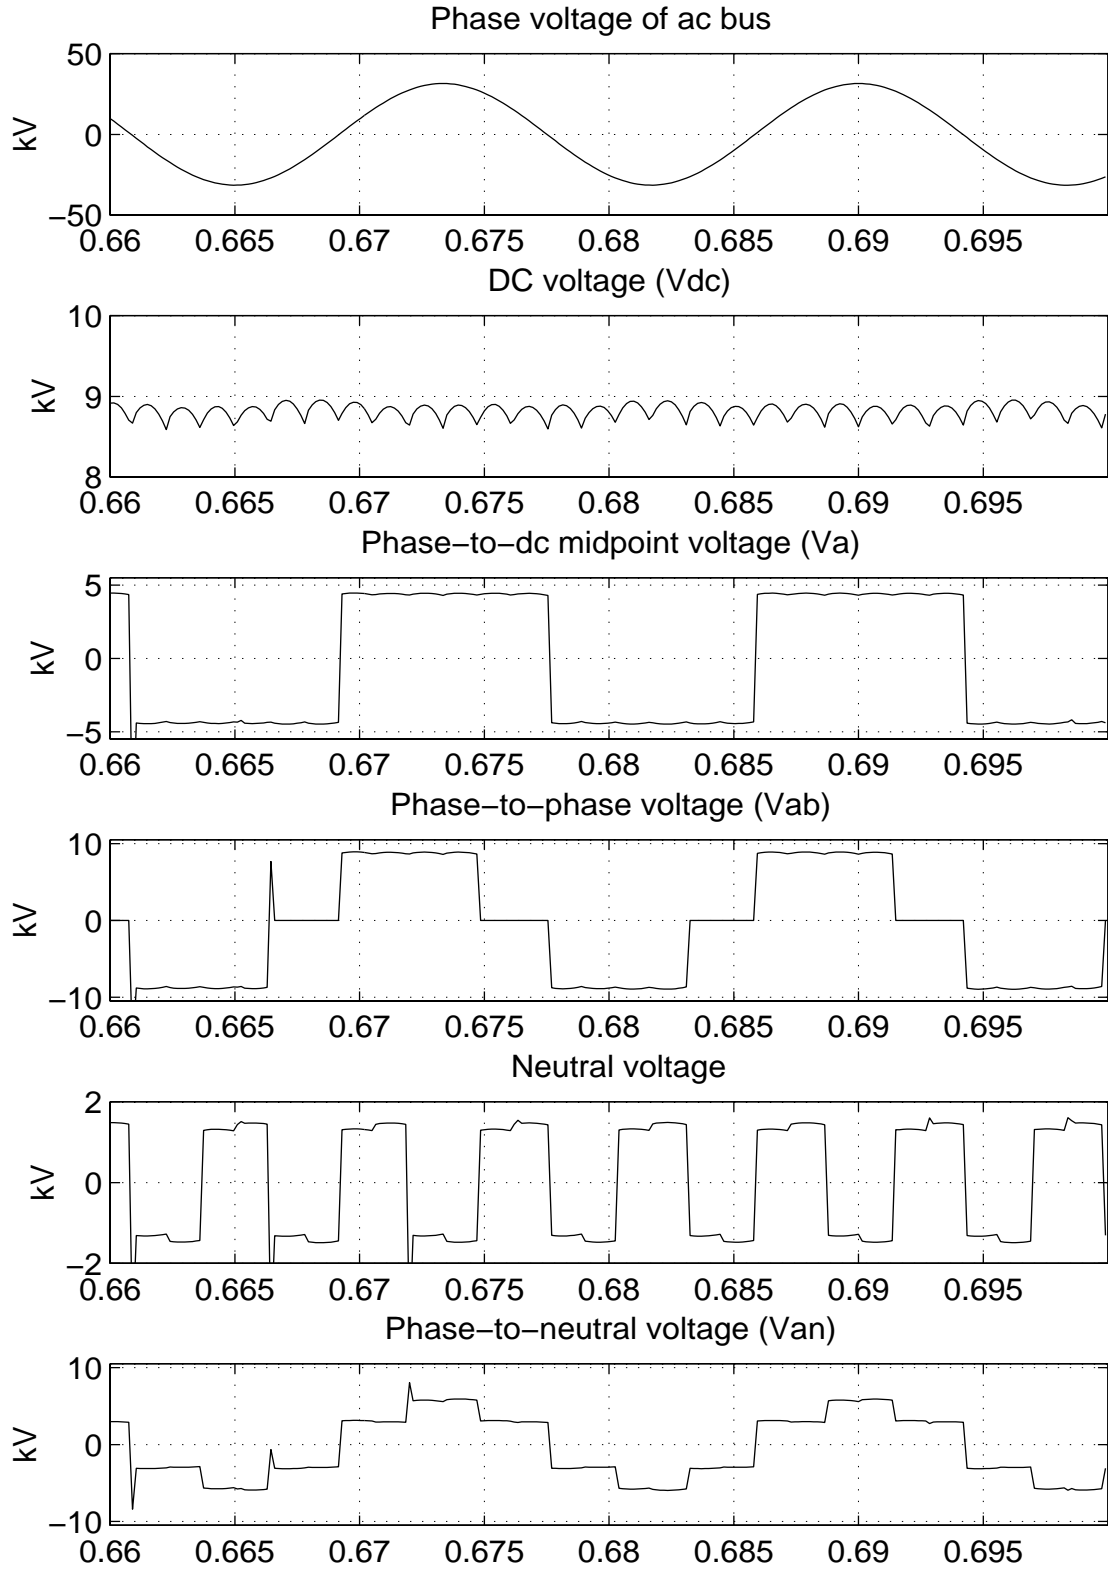 Phase voltage of ac bus
50
kV
0
−50
0.66 0.665 0.67 0.675 0.68 0.685 0.69 0.695
DC voltage (Vdc)
10
kV
9
8
0.66 0.665 0.67 0.675 0.68 0.685 0.69 0.695
Phase−to−dc midpoint voltage (Va)
5
kV
0
−5
0.66 0.665 0.67 0.675 0.68 0.685 0.69 0.695
Phase−to−phase voltage (Vab)
10
kV
0
−10
0.66 0.665 0.67 0.675 0.68 0.685 0.69 0.695
Neutral voltage
2
kV
0
−2
0.66 0.665 0.67 0.675 0.68 0.685 0.69 0.695
Phase−to−neutral voltage (Van)
10
kV
0
−10
0.66 0.665 0.67 0.675 0.68 0.685 0.69 0.695